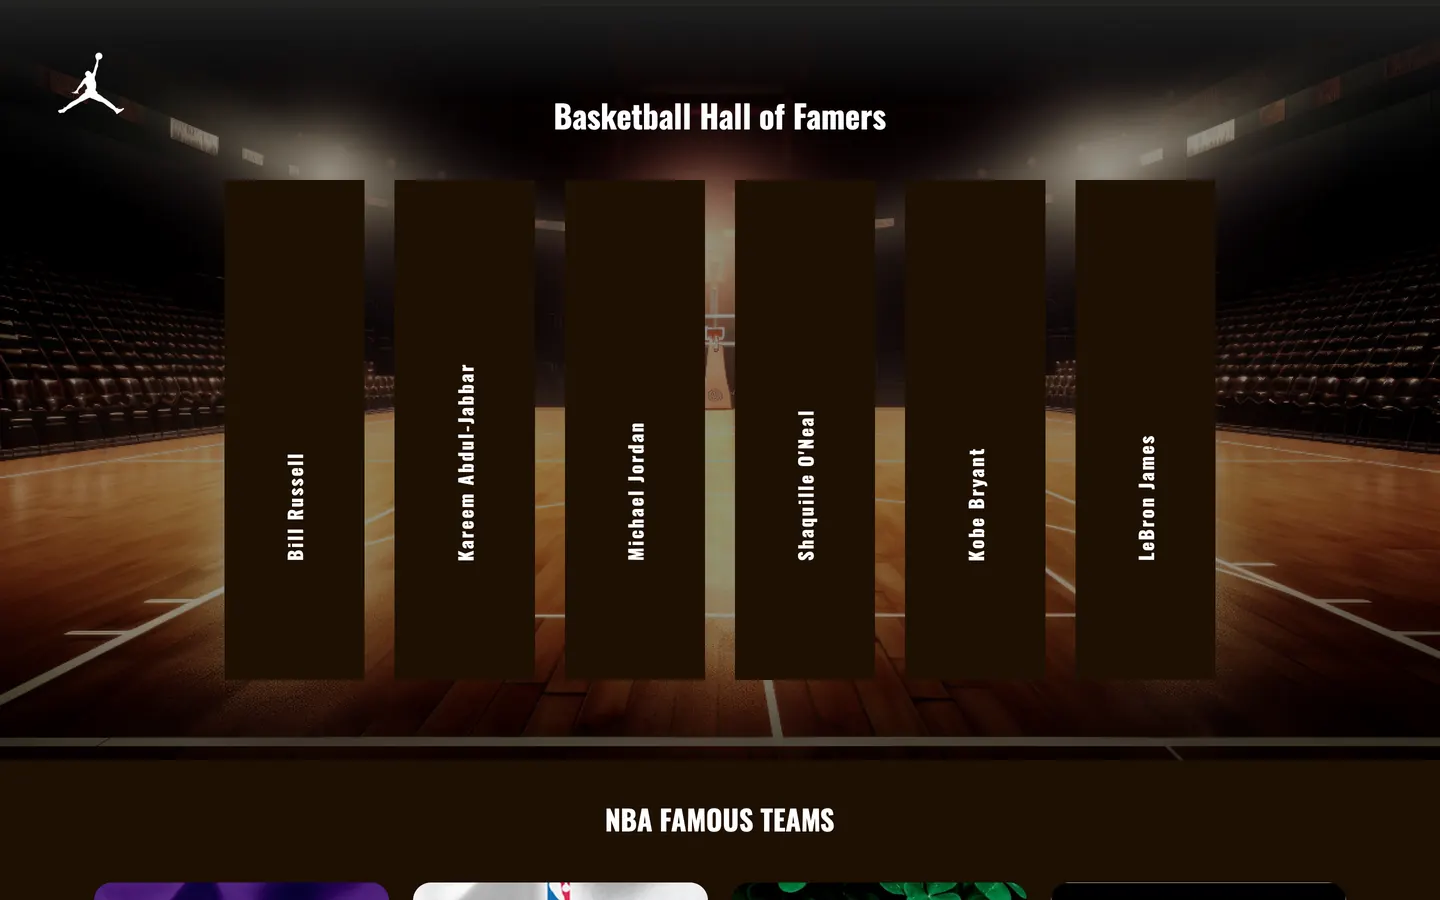 Basketball Hall of Famers
Bill Russell
Kareem Abdul-Jabbar
Michael Jordan
Shaquille O'Neal
Kobe Bryant
LeBron James
NBA FAMOUS TEAMS